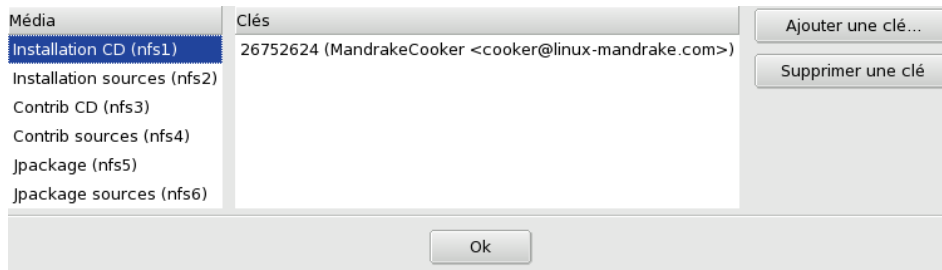 Média
Installation CD (nfs1)
Installation sources (nfs2)
Contrib CD (nfs3)
Contrib sources (nfs4)
Jpackage (nfs5)
Jpackage sources (nfs6)
Clés
26752624 (MandrakeCooker <cooker@linux-mandrake.com>)
Ajouter une clé...
Supprimer une clé
Ok